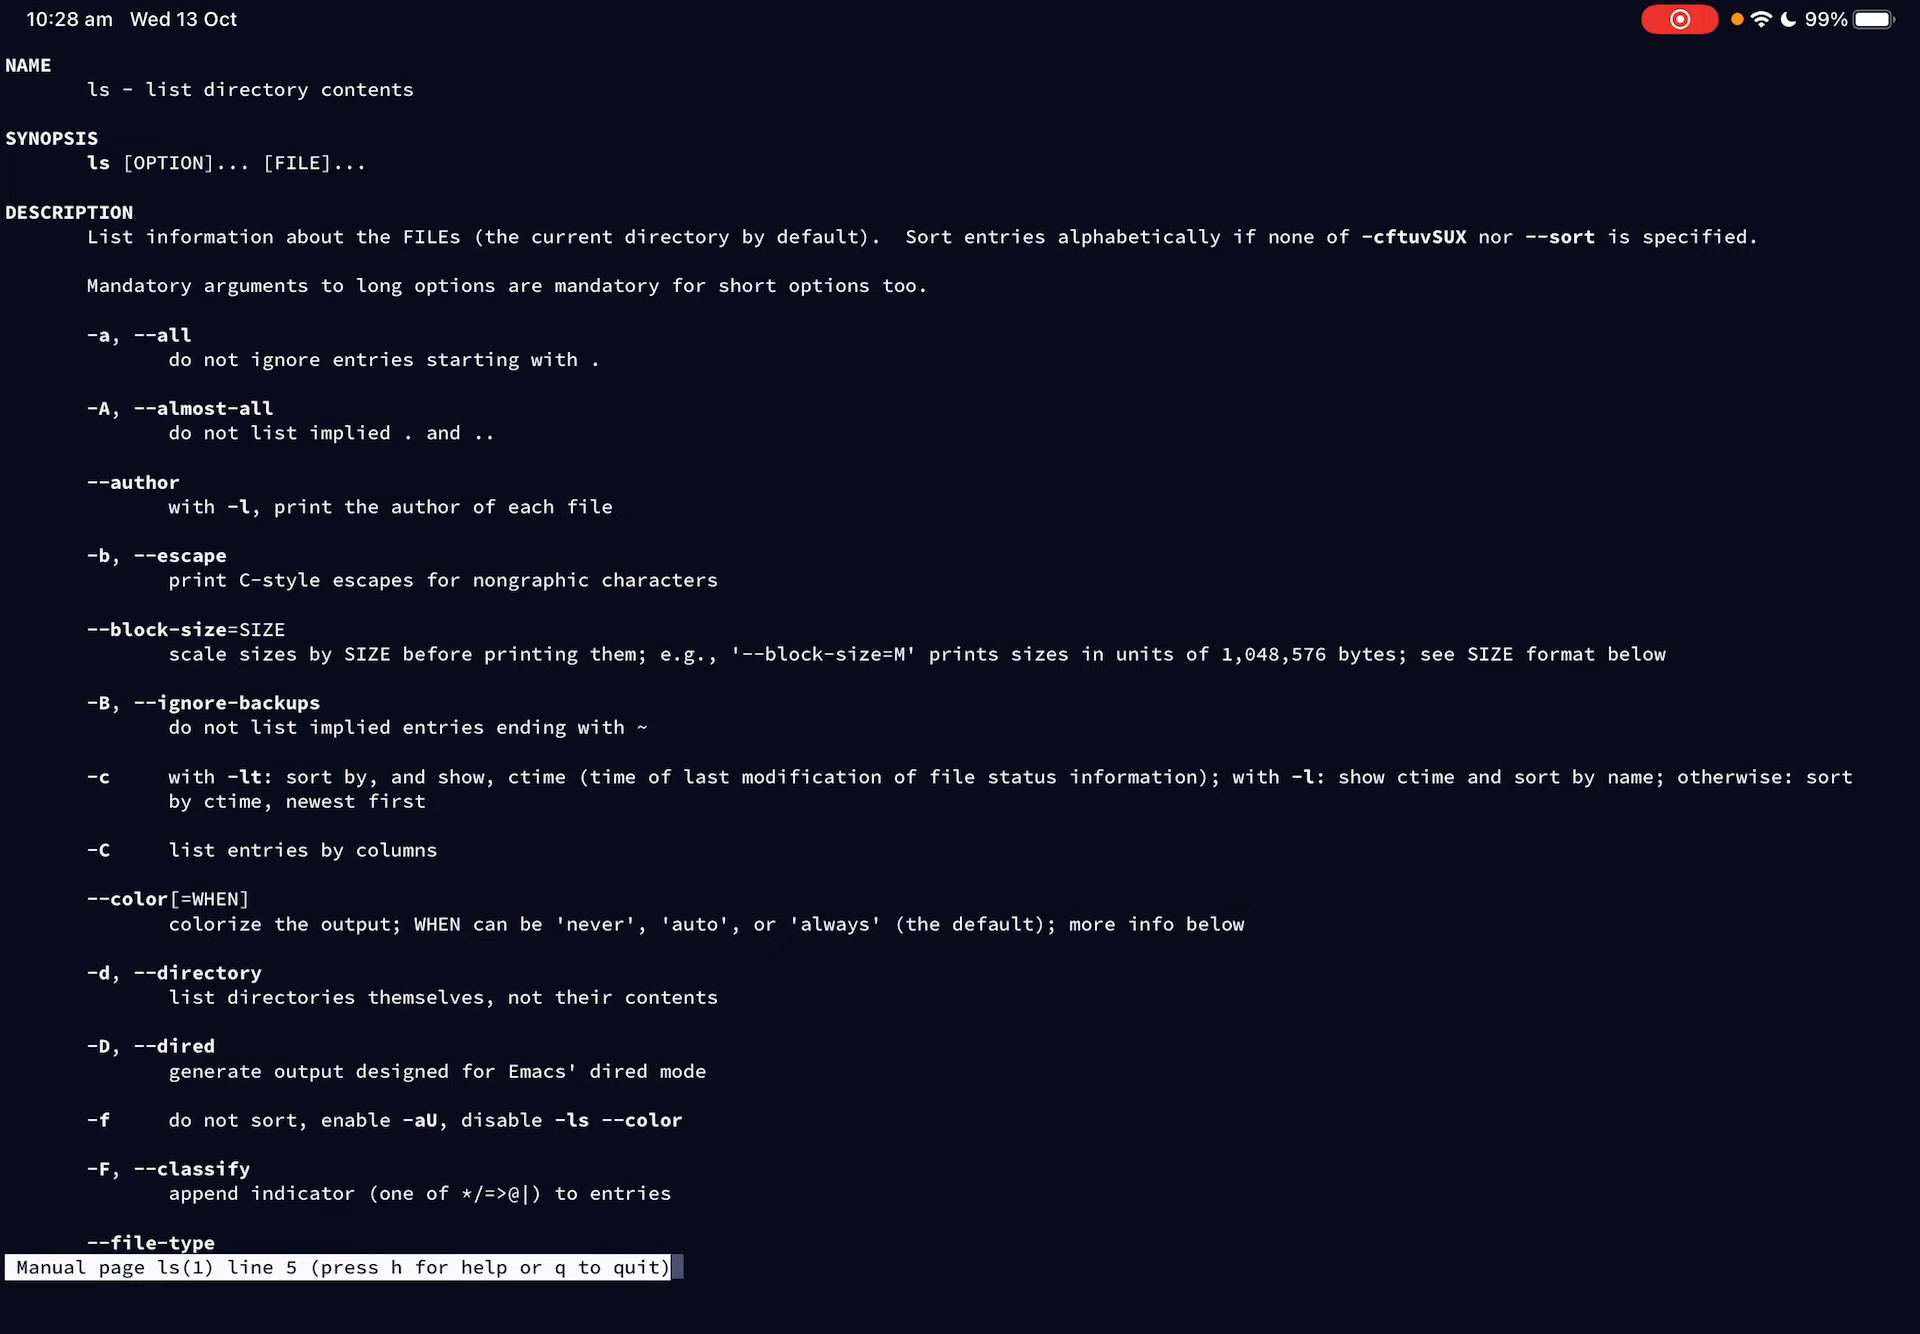 10:28 am Wed 13 Oct
99%
NAME
ls - list directory contents
SYNOPSIS
ls [OPTION]... [FILE]...
DESCRIPTION
List information about the FILEs (the current directory by default). Sort entries alphabetically if none of -cftuvSUX nor --sort is specified.
Mandatory arguments to long options are mandatory for short options too.
-a, --all
do not ignore entries starting with .
-A, --almost-all
do not list implied . and ..
--author
with -l, print the author of each file
-b, --escape
print C-style escapes for nongraphic characters
--block-size=SIZE
scale sizes by SIZE before printing them; e.g., '--block-size=M' prints sizes in units of 1,048,576 bytes; see SIZE format below
-B, --ignore-backups
do not list implied entries ending with ~
-c with -lt: sort by, and show, ctime (time of last modification of file status information); with -l: show ctime and sort by name; otherwise: sort
by ctime, newest first
-C list entries by columns
--color[=WHEN]
colorize the output; WHEN can be 'never', 'auto', or 'always' (the default); more info below
-d, --directory
list directories themselves, not their contents
-D, --dired
generate output designed for Emacs' dired mode
-f do not sort, enable -aU, disable -ls --color
-F, --classify
append indicator (one of */=>@|) to entries
--file-type
Manual page ls(1) line 5 (press h for help or q to quit)